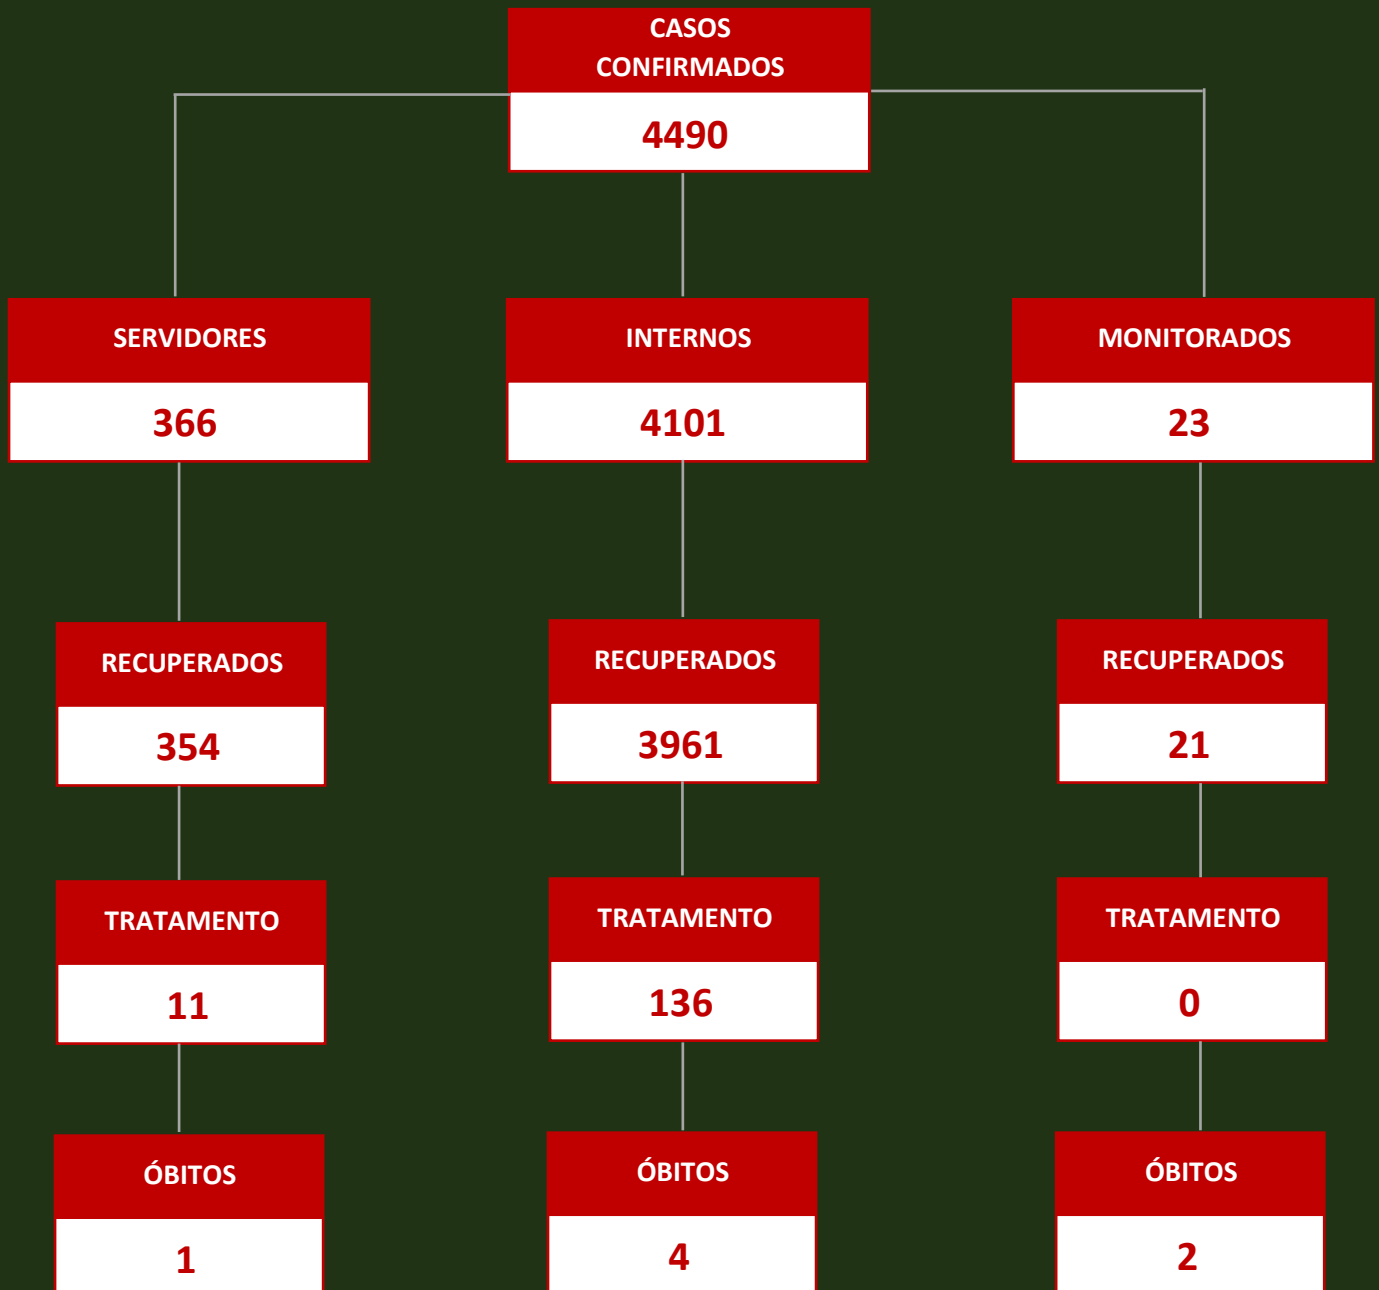 CASOS
CONFIRMADOS
4490
SERVIDORES
366
INTERNOS
4101
MONITORADOS
23
RECUPERADOS
354
RECUPERADOS
3961
RECUPERADOS
21
TRATAMENTO
11
TRATAMENTO
136
TRATAMENTO
0
ÓBITOS
1
ÓBITOS
4
ÓBITOS
2